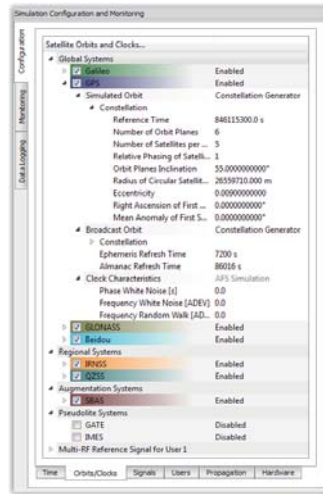 Simulation Configuration and Monitoring
Configuration
Monitoring
Data Logging
Satellite Orbits and Clocks...
Global Systems
Galileo Enabled
GPS Enabled
Simulated Orbit Constellation Generator
Constellation
Reference Time 846115300.0 s
Number of Orbit Planes 6
Number of Satellites per ... 5
Relative Phasing of Satelli... 1
Orbit Planes Inclination 55.0000000000°
Radius of Circular Satellit... 26559710.000 m
Eccentricity 0.0090000000
Right Ascension of First ... 0.0000000000°
Mean Anomaly of First S... 0.0000000000°
Broadcast Orbit Constellation Generator
Constellation
Ephemeris Refresh Time 7200 s
Almanac Refresh Time 86016 s
Clock Characteristics AFS Simulation
Phase White Noise [s] 0.0
Frequency White Noise [ADEV] 0.0
Frequency Random Walk [AD... 0.0
GLONASS Enabled
Beidou Enabled
Regional Systems
IRNSS Enabled
QZSS Enabled
Augmentation Systems
SBAS Enabled
Pseudolite Systems
GATE Disabled
IMES Disabled
Multi-RF Reference Signal for User 1
Time Orbits/Clocks Signals Users Propagation Hardware